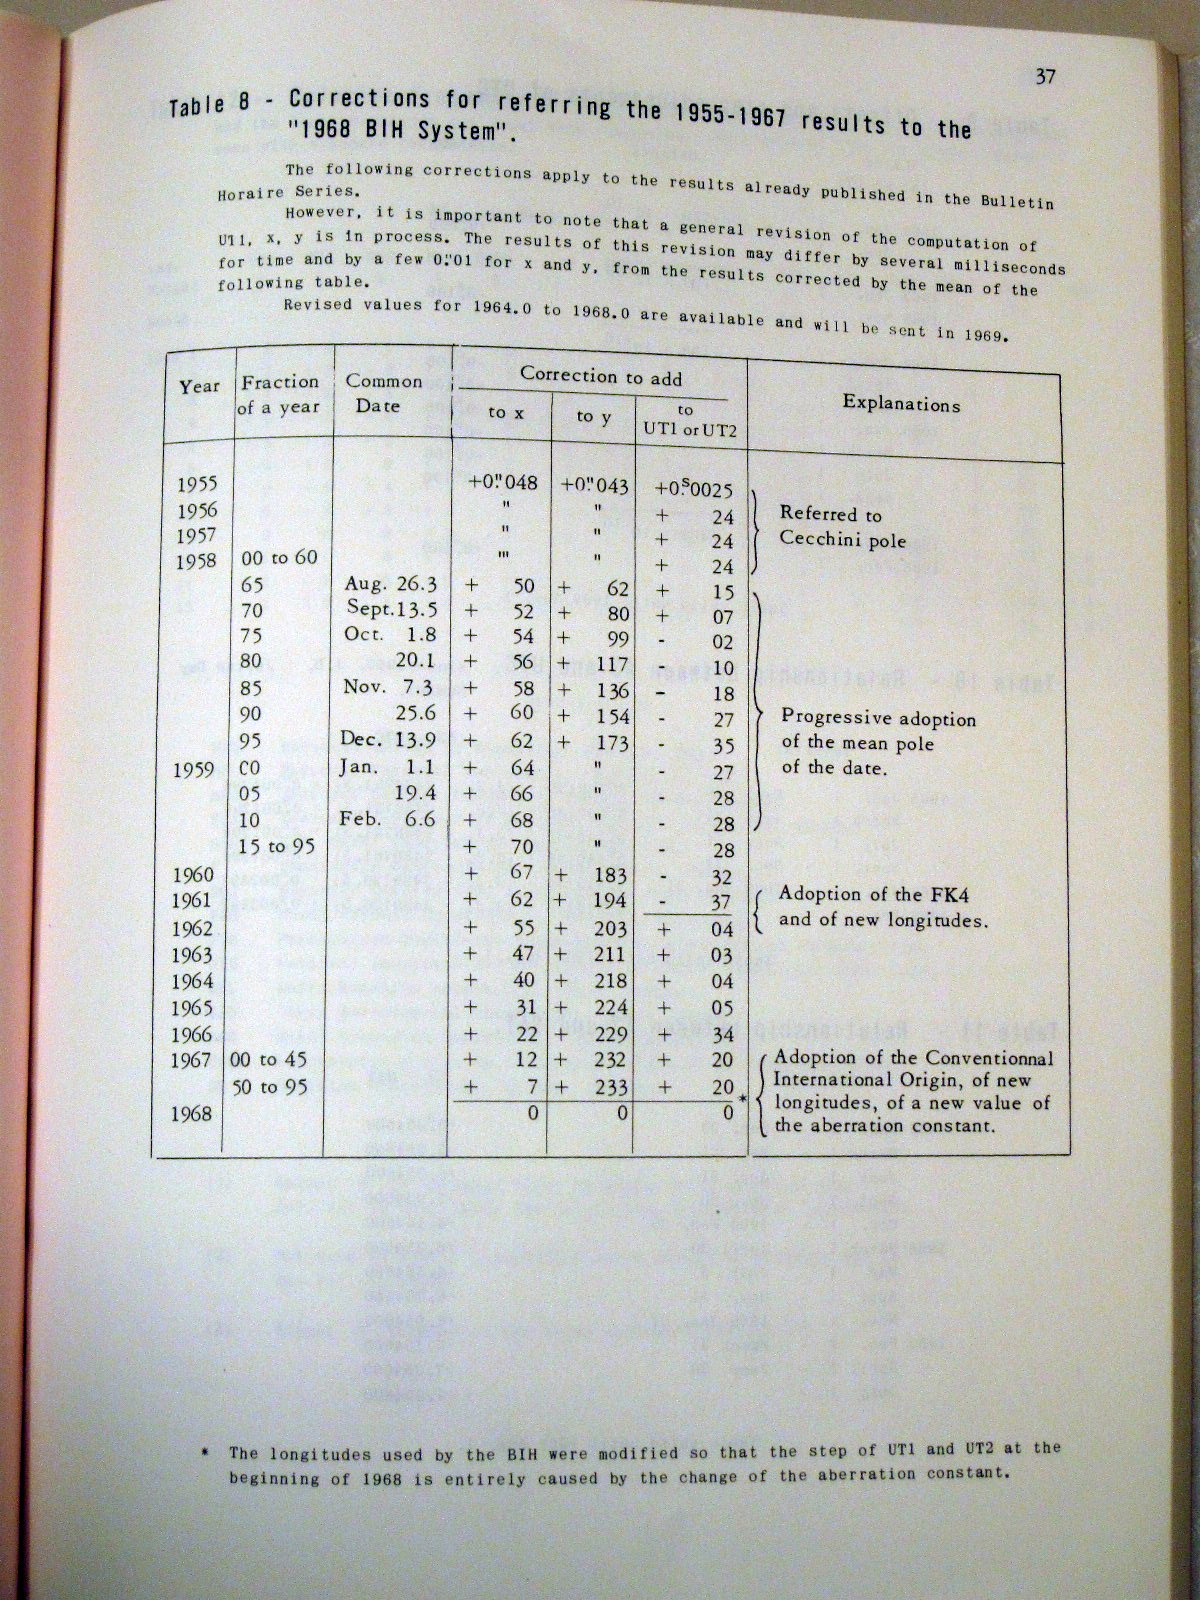 37
Table 8 - Corrections for referring the 1955-1967 results to the
"1968 BIH System".
The following corrections apply to the results already published in the Bulletin
Horaire Series.
However, it is important to note that a general revision of the computation of
UT1, x, y is in process. The results of this revision may differ by several milliseconds
for time and by a few 0".01 for x and y, from the results corrected by the mean of the
following table.
Revised values for 1964.0 to 1968.0 are available and will be sent in 1969.
Year Fraction of a year Common Date Correction to add Explanations
to x to y to UT1 or UT2
1955 +0".048 +0".043 +0.ˢ0025
1956 " " + 24 Referred to
1957 " " + 24 Cecchini pole
1958 00 to 60 "' " + 24
65 Aug. 26.3 + 50 + 62 + 15
70 Sept.13.5 + 52 + 80 + 07
75 Oct. 1.8 + 54 + 99 - 02
80 20.1 + 56 + 117 - 10
85 Nov. 7.3 + 58 + 136 - 18
90 25.6 + 60 + 154 - 27 Progressive adoption
95 Dec. 13.9 + 62 + 173 - 35 of the mean pole
1959 C0 Jan. 1.1 + 64 " - 27 of the date.
05 19.4 + 66 " - 28
10 Feb. 6.6 + 68 " - 28
15 to 95 + 70 " - 28
1960 + 67 + 183 - 32
1961 + 62 + 194 - 37 Adoption of the FK4
1962 + 55 + 203 + 04 and of new longitudes.
1963 + 47 + 211 + 03
1964 + 40 + 218 + 04
1965 + 31 + 224 + 05
1966 + 22 + 229 + 34
1967 00 to 45 + 12 + 232 + 20 Adoption of the Conventionnal
50 to 95 + 7 + 233 + 20 * International Origin, of new
1968 0 0 0 longitudes, of a new value of
the aberration constant.
* The longitudes used by the BIH were modified so that the step of UT1 and UT2 at the
beginning of 1968 is entirely caused by the change of the aberration constant.